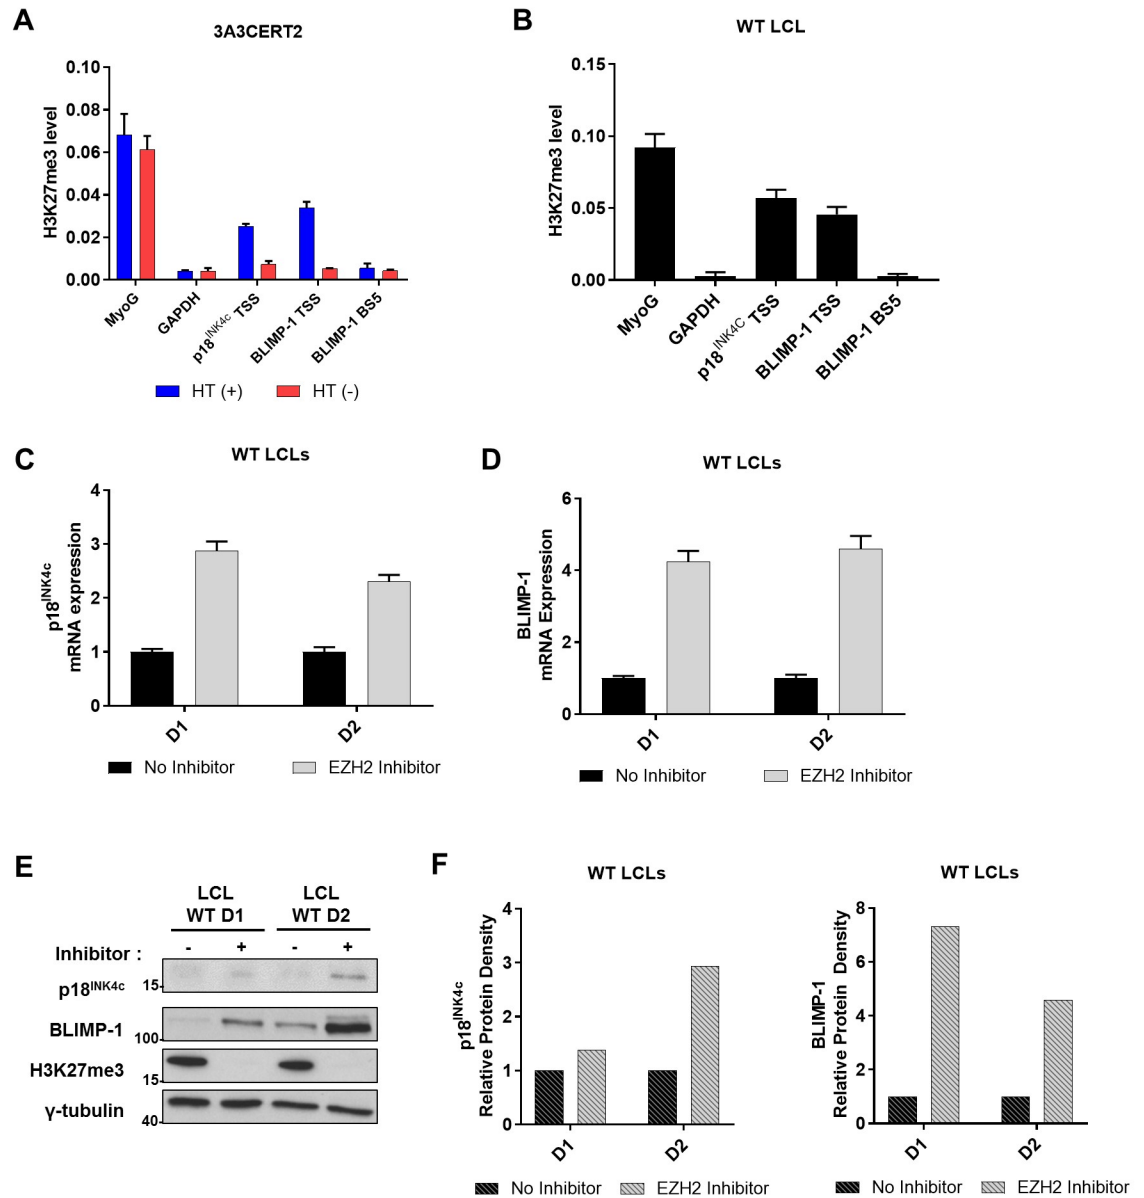 A
3A3CERT2
H3K27me3 level
0.10
0.08
0.06
0.04
0.02
0.00
MyoG
GAPDH
p18INK4c TSS
BLIMP-1 TSS
BLIMP-1 BS5
HT (+)
HT (-)
B
WT LCL
H3K27me3 level
0.15
0.10
0.05
0.00
MyoG
GAPDH
p18INK4C TSS
BLIMP-1 TSS
BLIMP-1 BS5
C
WT LCLs
p18INK4c
mRNA expression
4
3
2
1
0
D1
D2
No Inhibitor
EZH2 Inhibitor
D
WT LCLs
BLIMP-1
mRNA Expression
6
4
2
0
D1
D2
No Inhibitor
EZH2 Inhibitor
E
LCL
WT D1
LCL
WT D2
Inhibitor : - + - +
p18INK4c 15
BLIMP-1 100
H3K27me3 15
γ-tubulin 40
F
WT LCLs
p18INK4c
Relative Protein Density
4
3
2
1
0
D1
D2
No Inhibitor
EZH2 Inhibitor
WT LCLs
BLIMP-1
Relative Protein Density
8
6
4
2
0
D1
D2
No Inhibitor
EZH2 Inhibitor